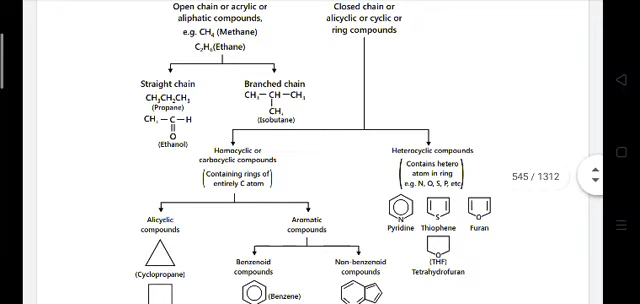 Open chain or acrylic or
aliphatic compounds,
e.g. CH₄ (Methane)
C₂H₆(Ethane)
Closed chain or
alicyclic or cyclic or
ring compounds
Straight chain
CH₃CH₂CH₃
(Propane)
CH₃—C—H
O
(Ethanol)
Branched chain
CH₃—CH—CH₃
CH₃
(Isobutane)
Homacyclic or
carbocyclic compounds
(Containing rings of
entirely C atom)
Heterocyclic compounds
(Contains hetero
atom in ring
e.g. N, O, S, P, etc)
545 / 1312
N
S
O
Pyridine Thiophene Furan
O
(THF)
Tetrahydrofuran
Alicyclic
compounds
Aromatic
compounds
(Cyclopropane)
Benzenoid
compounds
(Benzene)
Non-benzenoid
compounds